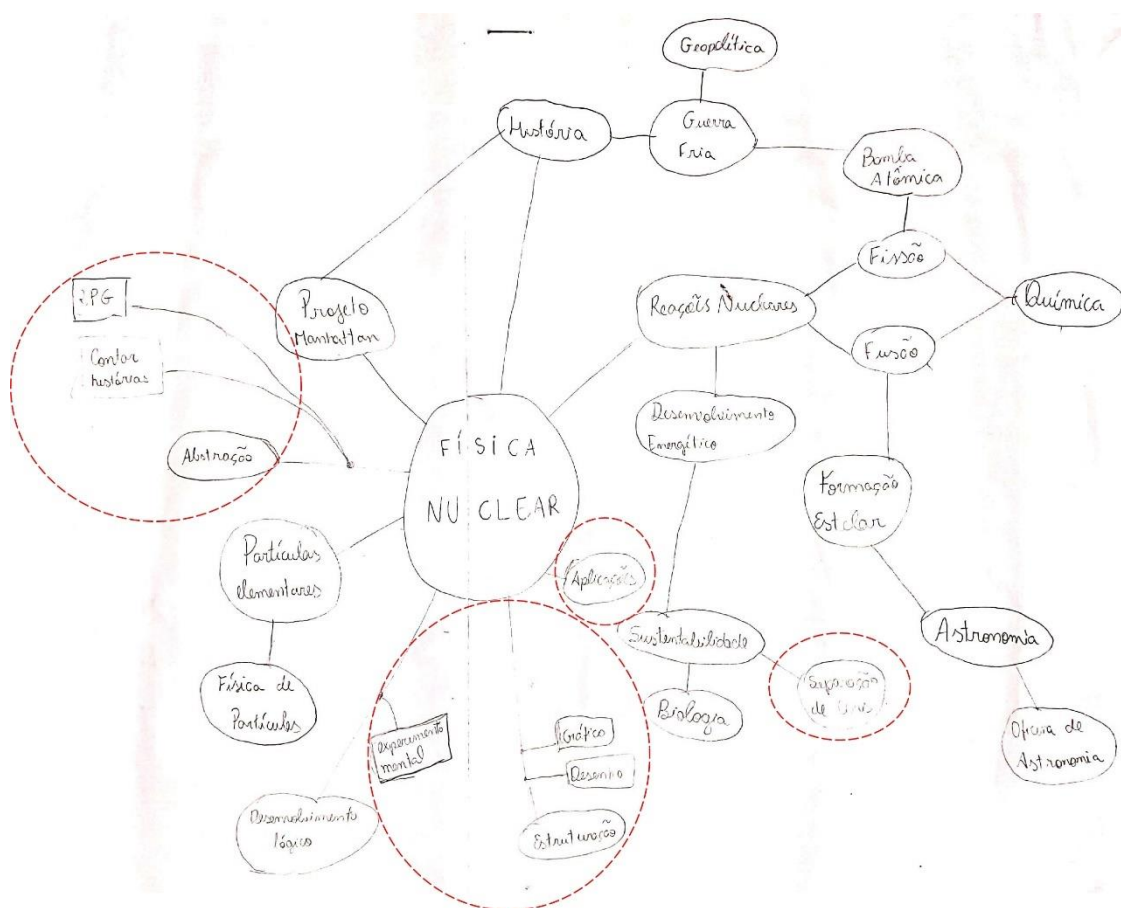 Geopolítica
História
Guerra
Fria
Bomba
Atômica
Fissão
Química
Fusão
Reações Nucleares
RPG
Contar
histórias
Projeto
Manhattan
Abstração
FÍSICA
NUCLEAR
Desenvolvimento
Energético
Formação
Estelar
Partículas
elementares
Aplicações
Sustentabilidade
Astronomia
Separação
de
Biologia
Física de
Partículas
experimento
mental
Gráfico
Desenho
Oficina de
Astronomia
Desenvolvimento
lógico
Estruturação